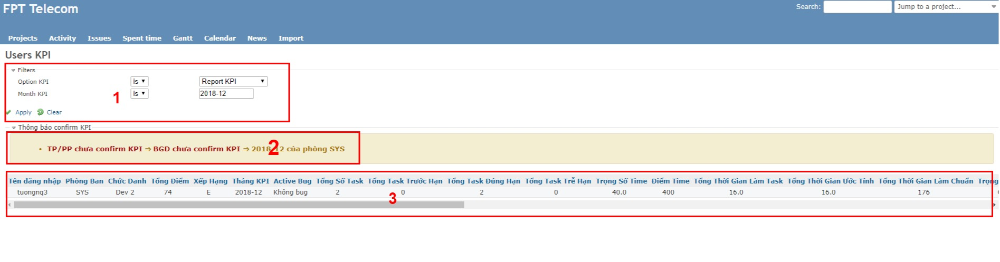 FPT Telecom
Search:
Jump to a project...
Projects Activity Issues Spent time Gantt Calendar News Import
Users KPI
Filters
Option KPI is Report KPI
Month KPI is 2018-12
1
Apply Clear
Thông báo confirm KPI
• TP/PP chưa confirm KPI ⇒ BGD chưa confirm KPI ⇒ 2018-12 của phòng SYS
2
Tên đăng nhập Phòng Ban Chức Danh Tổng Điểm Xếp Hạng Tháng KPI Active Bug Tổng Số Task Tổng Task Trước Hạn Tổng Task Đúng Hạn Tổng Task Trễ Hạn Trọng Số Time Điểm Time Tổng Thời Gian Làm Task Tổng Thời Gian Ước Tính Tổng Thời Gian Làm Chuẩn Trọng
tuongnq3 SYS Dev 2 74 E 2018-12 Không bug 2 0 2 0 40.0 400 16.0 16.0 176
3